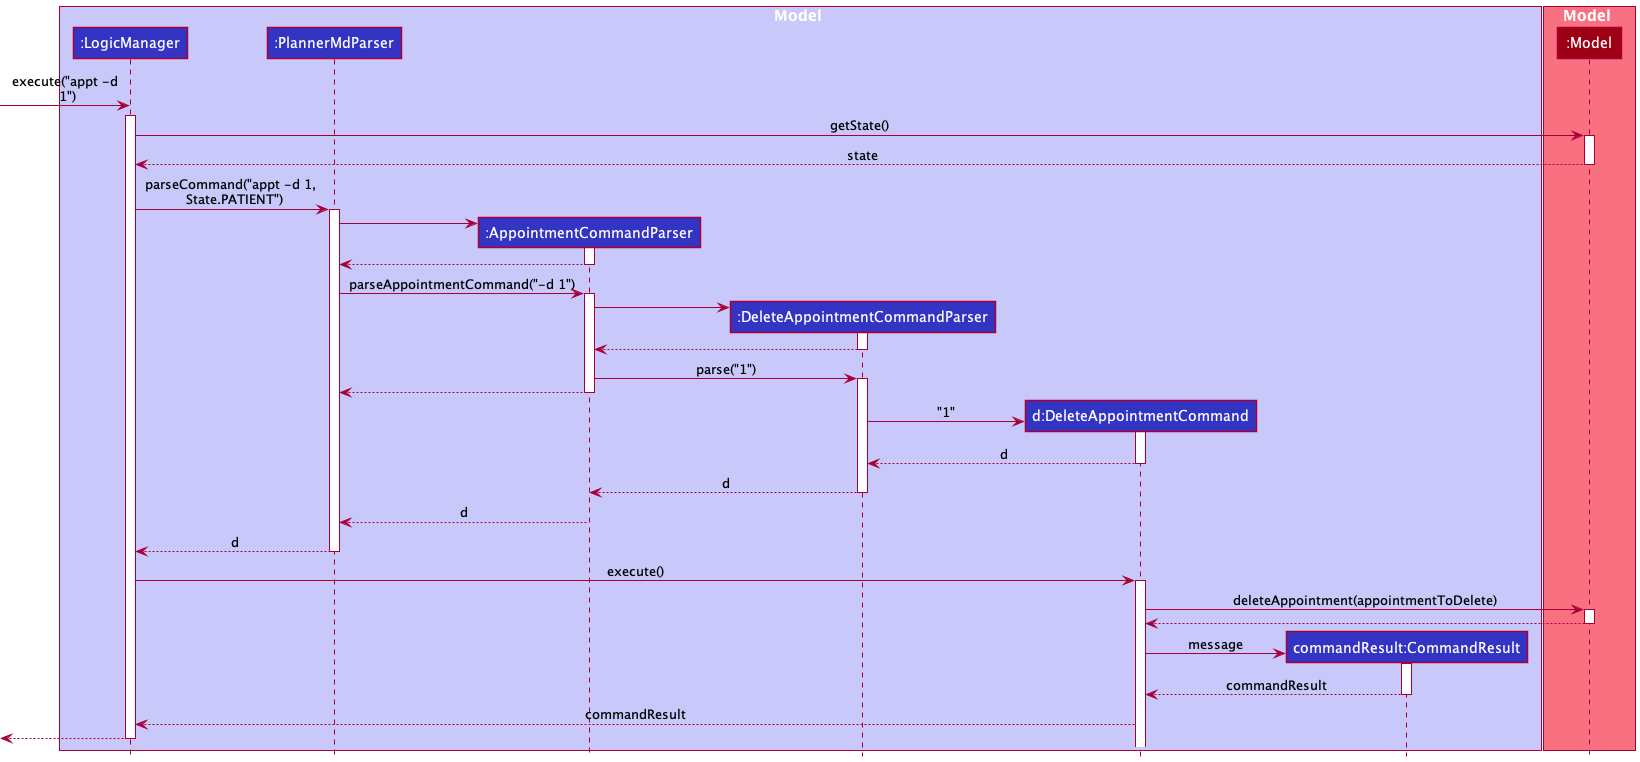 Model
Model
:LogicManager
:PlannerMdParser
:Model
execute("appt -d
1")
getState()
state
parseCommand("appt -d 1,
State.PATIENT")
:AppointmentCommandParser
parseAppointmentCommand("-d 1")
:DeleteAppointmentCommandParser
parse("1")
"1"
d:DeleteAppointmentCommand
d
d
d
d
execute()
deleteAppointment(appointmentToDelete)
message
commandResult:CommandResult
commandResult
commandResult